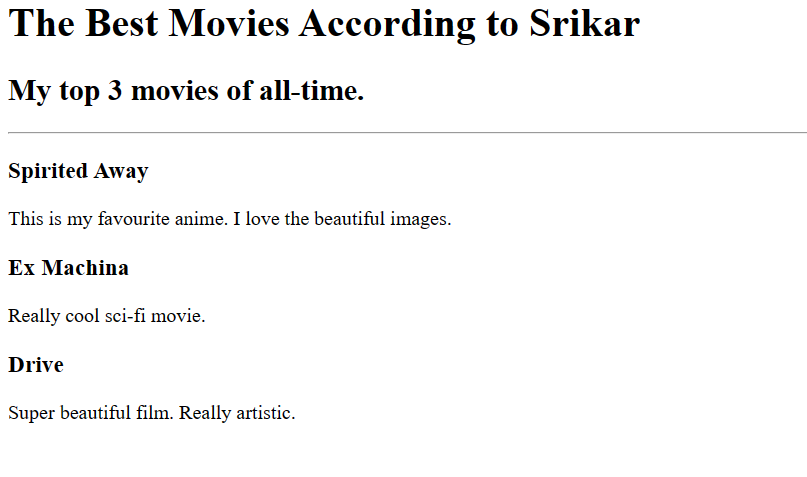 The Best Movies According to Srikar
My top 3 movies of all-time.
Spirited Away
This is my favourite anime. I love the beautiful images.
Ex Machina
Really cool sci-fi movie.
Drive
Super beautiful film. Really artistic.